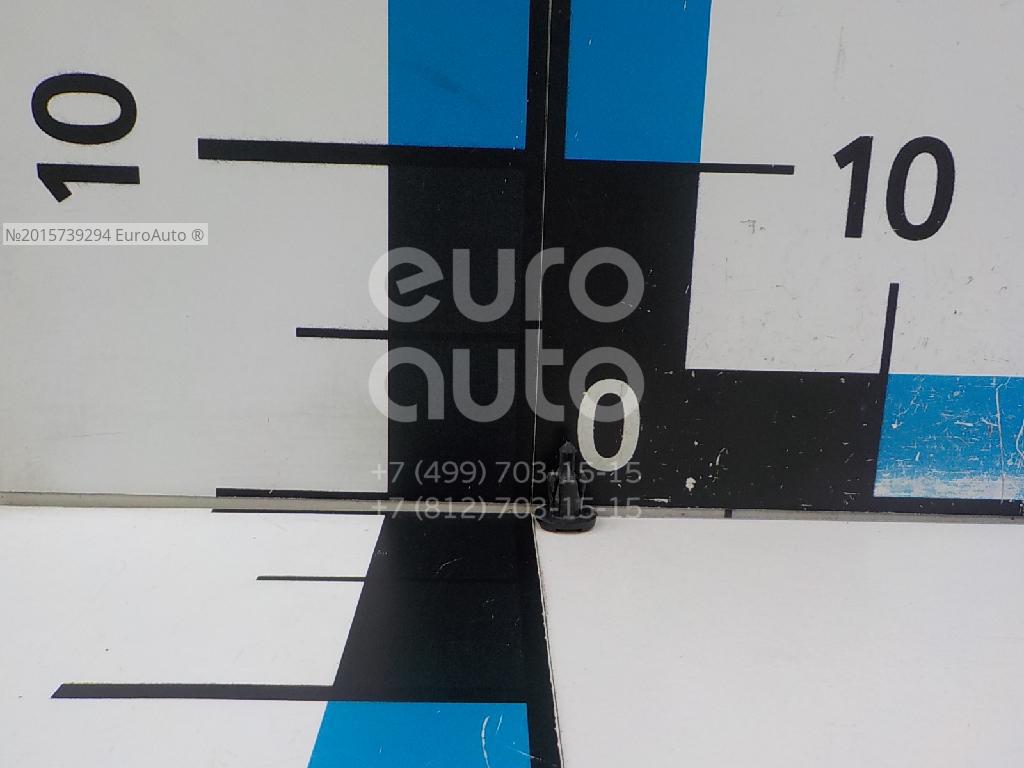 10
10
№2015739294 EuroAuto ®
euro
auto
0
+7 (499) 703-15-15
+7 (812) 703-15-15